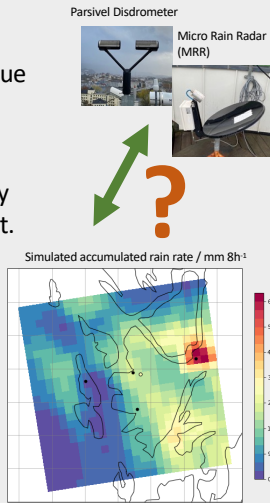 Parsivel Disdrometer
Micro Rain Radar
(MRR)
ue
y
t.
?
Simulated accumulated rain rate / mm 8h⁻¹